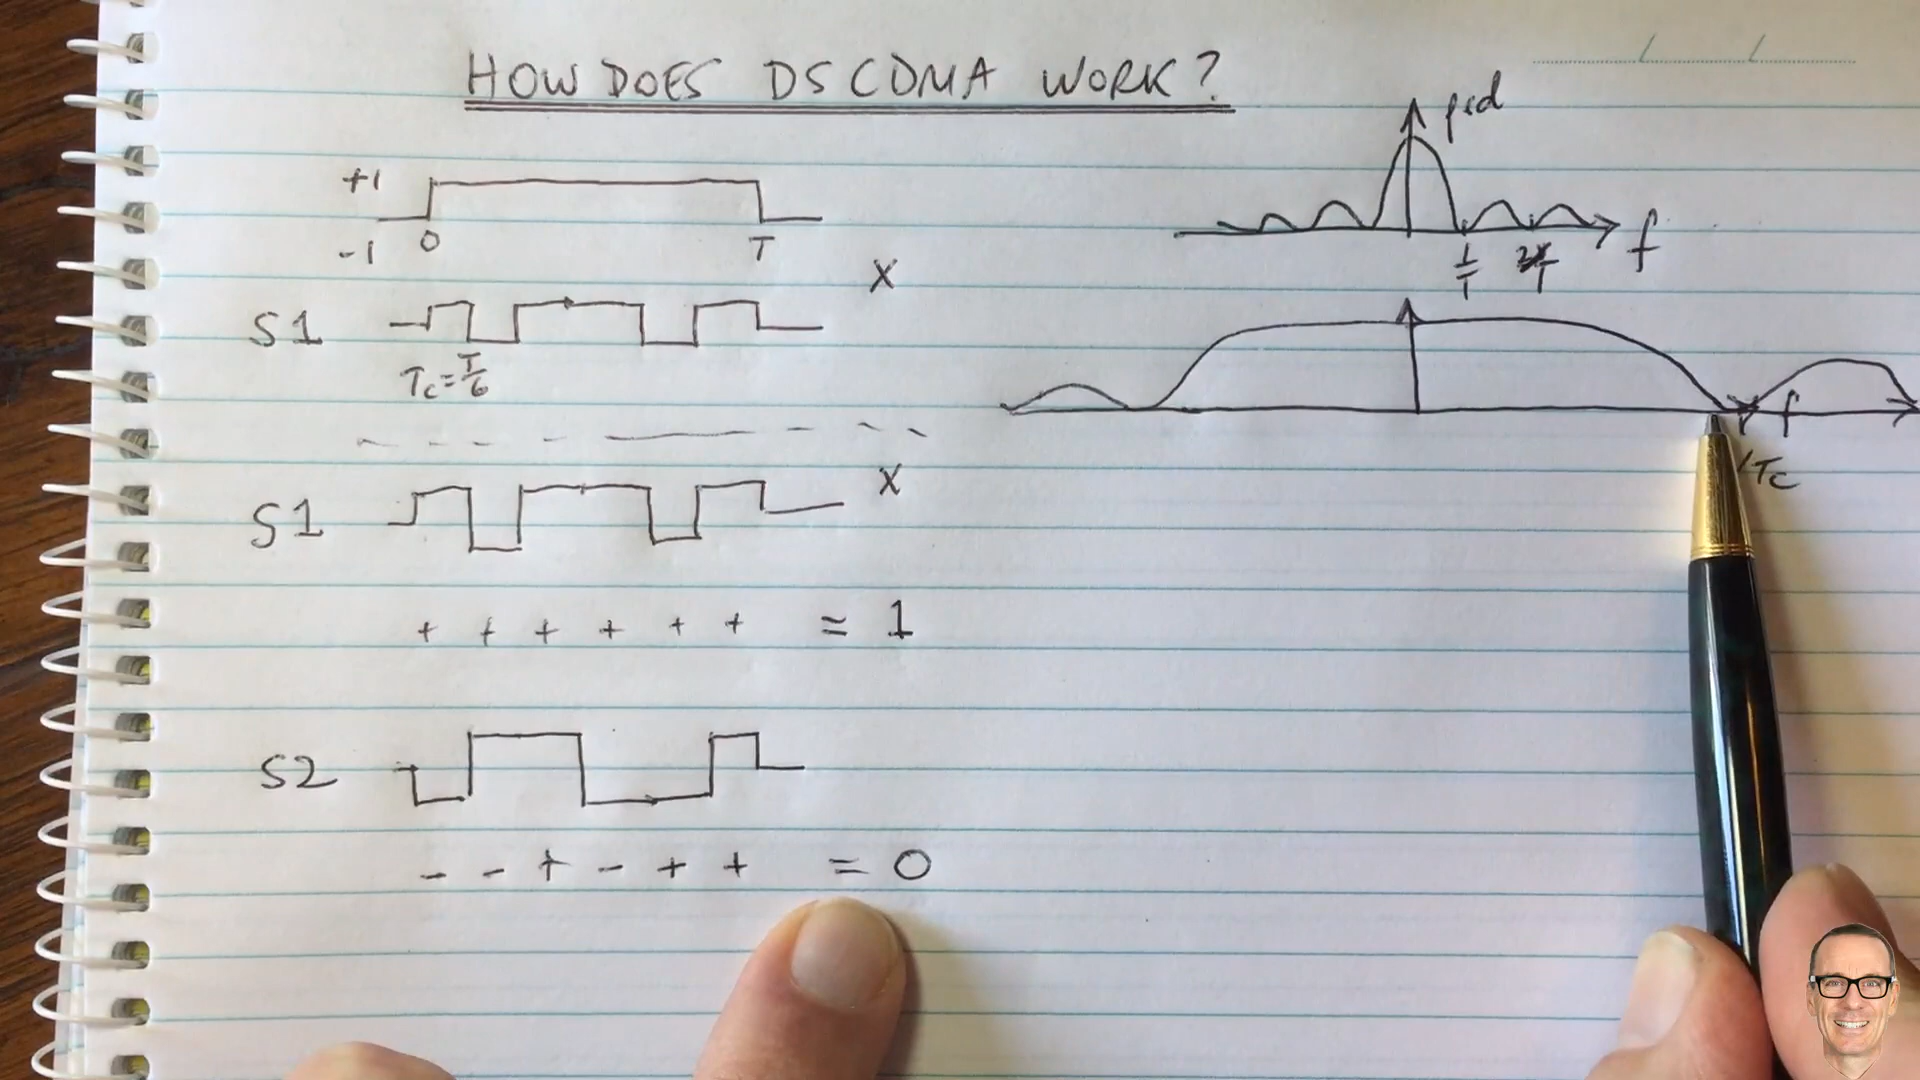 HOW DOES DS CDMA WORK?
psd
+1
-1 0 T
X
1/T 2/T f
S1
Tc = T/6
f
1/Tc
X
S1
+ + + + + + = 1
S2
- - + - + + = 0